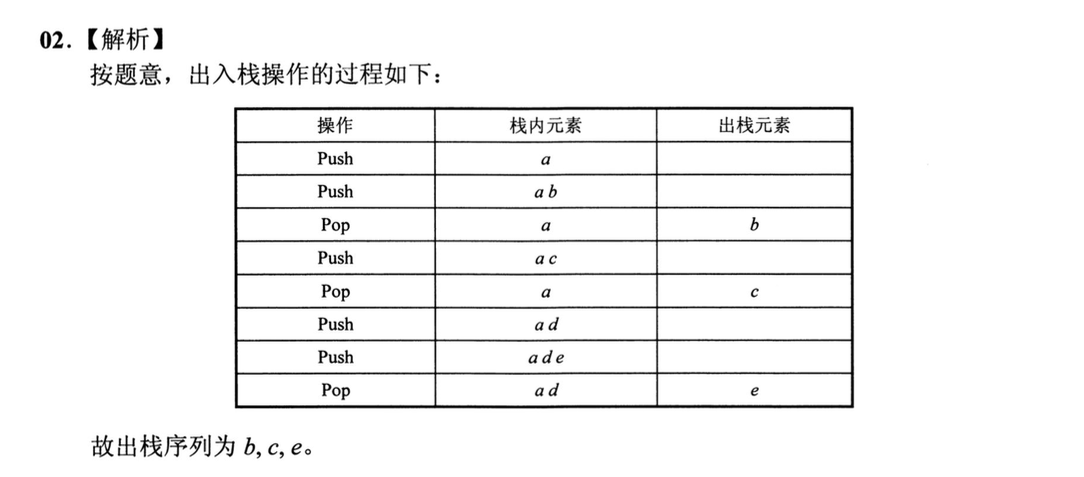 02.【解析】
按题意，出入栈操作的过程如下：
操作 栈内元素 出栈元素
Push a
Push a b
Pop a b
Push a c
Pop a c
Push a d
Push a d e
Pop a d e
故出栈序列为 b, c, e。